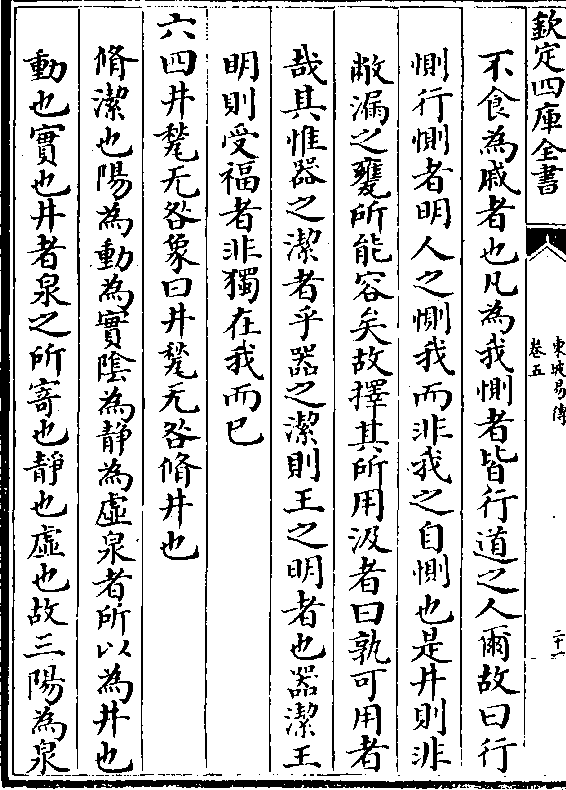 欽定四庫全書
東坡易傳
卷五
二十一
不食為戚者也凡為我惻者皆行道之人爾故曰行
惻行惻者明人之惻我而非我之自惻也是井則非
敝漏之甕所能容矣故擇其所用汲者曰孰可用者
哉其惟器之潔者乎器之潔則王之明者也器潔王
明則受福者非獨在我而已
六四井甃无咎象曰井甃无咎脩井也
脩潔也陽為動為實陰為静為虛泉者所以為井也
動也實也井者泉之所寄也靜也虛也故三陽為泉